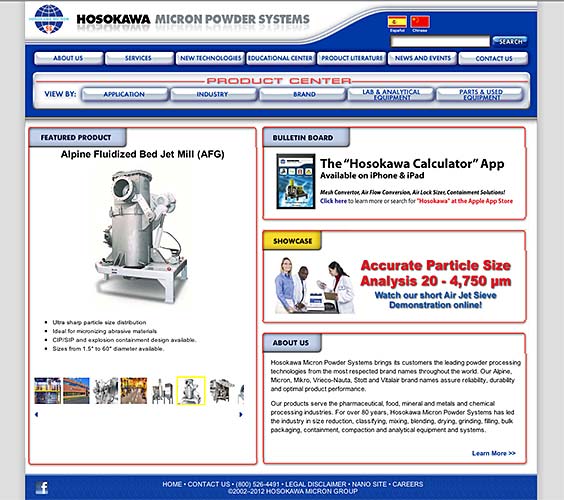 HOSOKAWA MICRON POWDER SYSTEMS
Español
Chinese
SEARCH
ABOUT US
SERVICES
NEW TECHNOLOGIES
EDUCATIONAL CENTER
PRODUCT LITERATURE
NEWS AND EVENTS
CONTACT US
PRODUCT CENTER
VIEW BY:
APPLICATION
INDUSTRY
BRAND
LAB & ANALYTICAL
EQUIPMENT
PARTS & USED
EQUIPMENT
FEATURED PRODUCT
Alpine Fluidized Bed Jet Mill (AFG)
Ultra sharp particle size distribution
Ideal for micronizing abrasive materials
CIP/SIP and explosion containment design available.
Sizes from 1.5" to 60" diameter available.
BULLETIN BOARD
The “Hosokawa Calculator” App
Available on iPhone & iPad
Mesh Convertor, Air Flow Conversion, Air Lock Sizer, Containment Solutions!
Click here to learn more or search for "Hosokawa" at the Apple App Store
SHOWCASE
Accurate Particle Size
Analysis 20 - 4,750 µm
Watch our short Air Jet Sieve
Demonstration online!
ABOUT US
Hosokawa Micron Powder Systems brings its customers the leading powder processing
technologies from the most respected brand names throughout the world. Our Alpine,
Micron, Mikro, Vrieco-Nauta, Stott and Vitalair brand names assure reliability, durability
and optimal product performance.
Our products serve the pharmaceutical, food, mineral and metals and chemical
processing industries. For over 80 years, Hosokawa Micron Powder Systems has led
the industry in size reduction, classifying, mixing, blending, drying, grinding, filling, bulk
packaging, containment, compaction and analytical equipment and systems.
Learn More >>
HOME • CONTACT US • (800) 526-4491 • LEGAL DISCLAIMER • NANO SITE • CAREERS
©2002–2012 HOSOKAWA MICRON GROUP